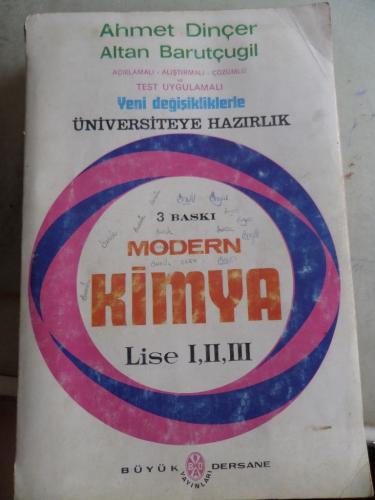 Ahmet Dinçer
Altan Barutçugil
AÇIKLAMALI - ALIŞTIRMALI - ÇÖZÜMLÜ
ve
TEST UYGULAMALI
Yeni değişikliklerle
ÜNİVERSİTEYE HAZIRLIK
3 BASKI
MODERN
KİMYA
Lise I,II,III
BÜYÜK DERSANE
YAYINLARI